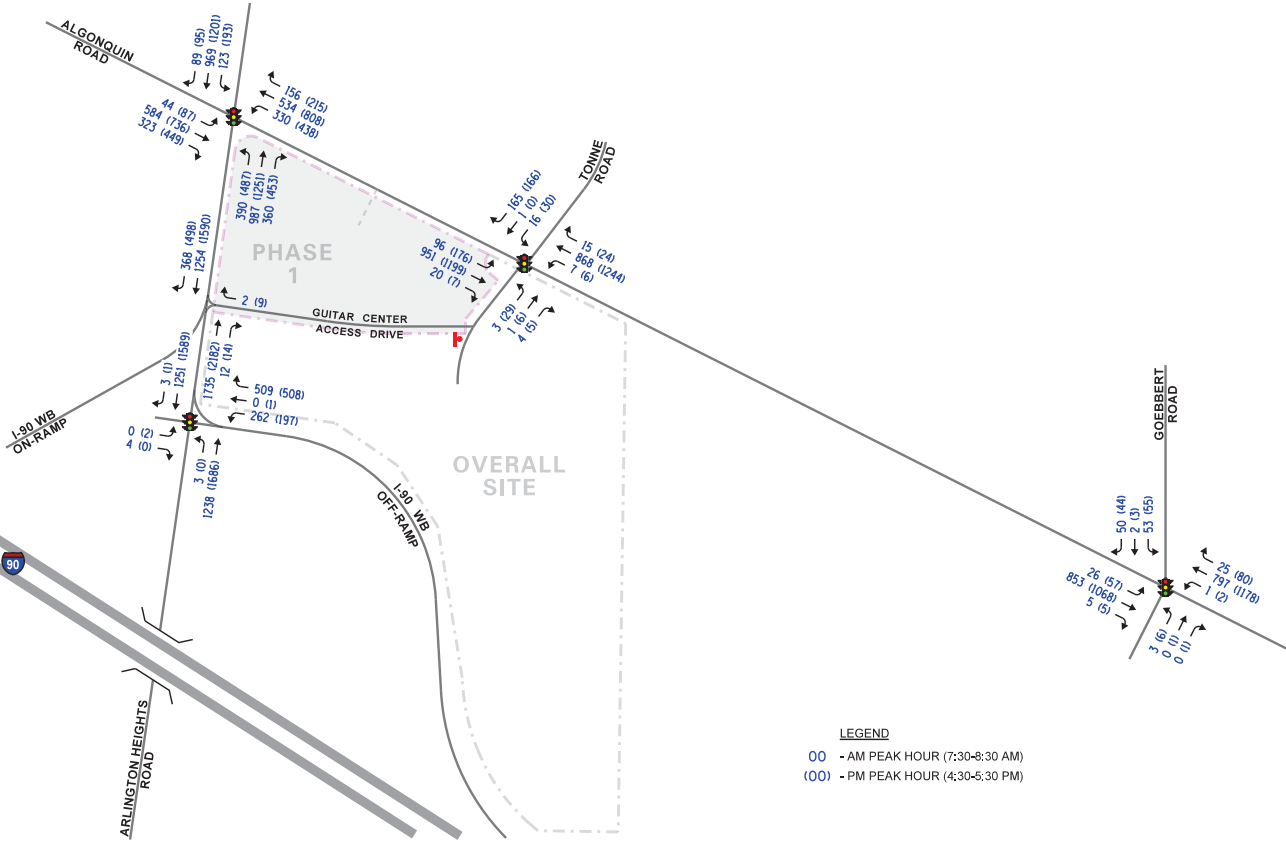 ALGONQUIN
ROAD
89 (95)
969 (1201)
123 (193)
156 (215)
534 (808)
330 (438)
44 (87)
584 (736)
323 (449)
390 (487)
987 (1251)
360 (453)
TONNE
ROAD
165 (166)
1 (0)
16 (30)
15 (24)
868 (1244)
7 (6)
96 (176)
951 (1199)
20 (7)
3 (29)
1 (6)
4 (5)
PHASE
1
368 (498)
1254 (1590)
2 (9)
GUITAR CENTER
ACCESS DRIVE
1735 (2182)
12 (14)
3 (1)
1251 (1589)
509 (508)
0 (1)
262 (197)
0 (2)
4 (0)
3 (0)
1238 (1686)
I-90 WB
ON-RAMP
I-90 WB
OFF-RAMP
OVERALL
SITE
GOEBBERT
ROAD
50 (44)
2 (3)
53 (55)
25 (80)
797 (1178)
1 (2)
26 (57)
853 (1068)
5 (5)
3 (6)
0 (1)
0 (1)
90
ARLINGTON HEIGHTS
ROAD
LEGEND
00 - AM PEAK HOUR (7:30-8:30 AM)
(00) - PM PEAK HOUR (4:30-5:30 PM)